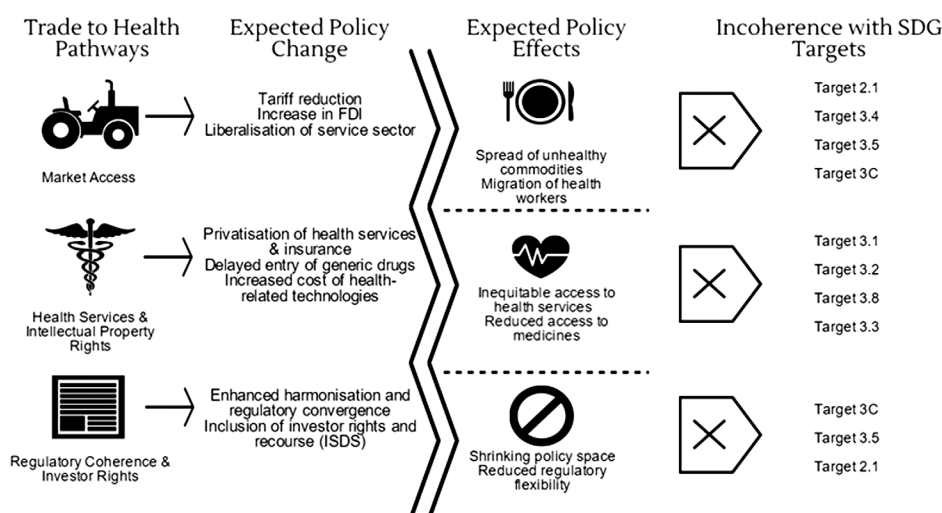 Trade to Health
Pathways
Expected Policy
Change
Expected Policy
Effects
Incoherence with SDG
Targets
Market Access
Tariff reduction
Increase in FDI
Liberalisation of service sector
Spread of unhealthy
commodities
Migration of health
workers
Target 2.1
Target 3.4
Target 3.5
Target 3C
Health Services &
Intellectual Property
Rights
Privatisation of health services
& insurance
Delayed entry of generic drugs
Increased cost of health-
related technologies
Inequitable access to
health services
Reduced access to
medicines
Target 3.1
Target 3.2
Target 3.8
Target 3.3
Regulatory Coherence &
Investor Rights
Enhanced harmonisation and
regulatory convergence
Inclusion of investor rights and
recourse (ISDS)
Shrinking policy space
Reduced regulatory
flexibility
Target 3C
Target 3.5
Target 2.1